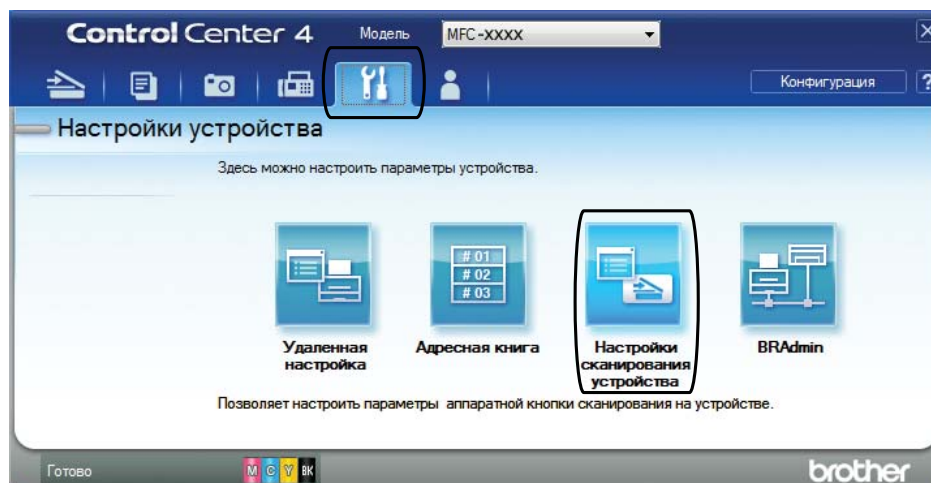 Control Center 4 Модель MFC-XXXX
Конфигурация ?
Настройки устройства
Здесь можно настроить параметры устройства.
# 01
# 02
# 03
Удаленная настройка
Адресная книга
Настройки сканирования устройства
BRAdmin
Позволяет настроить параметры аппаратной кнопки сканирования на устройстве.
Готово M C Y BK brother